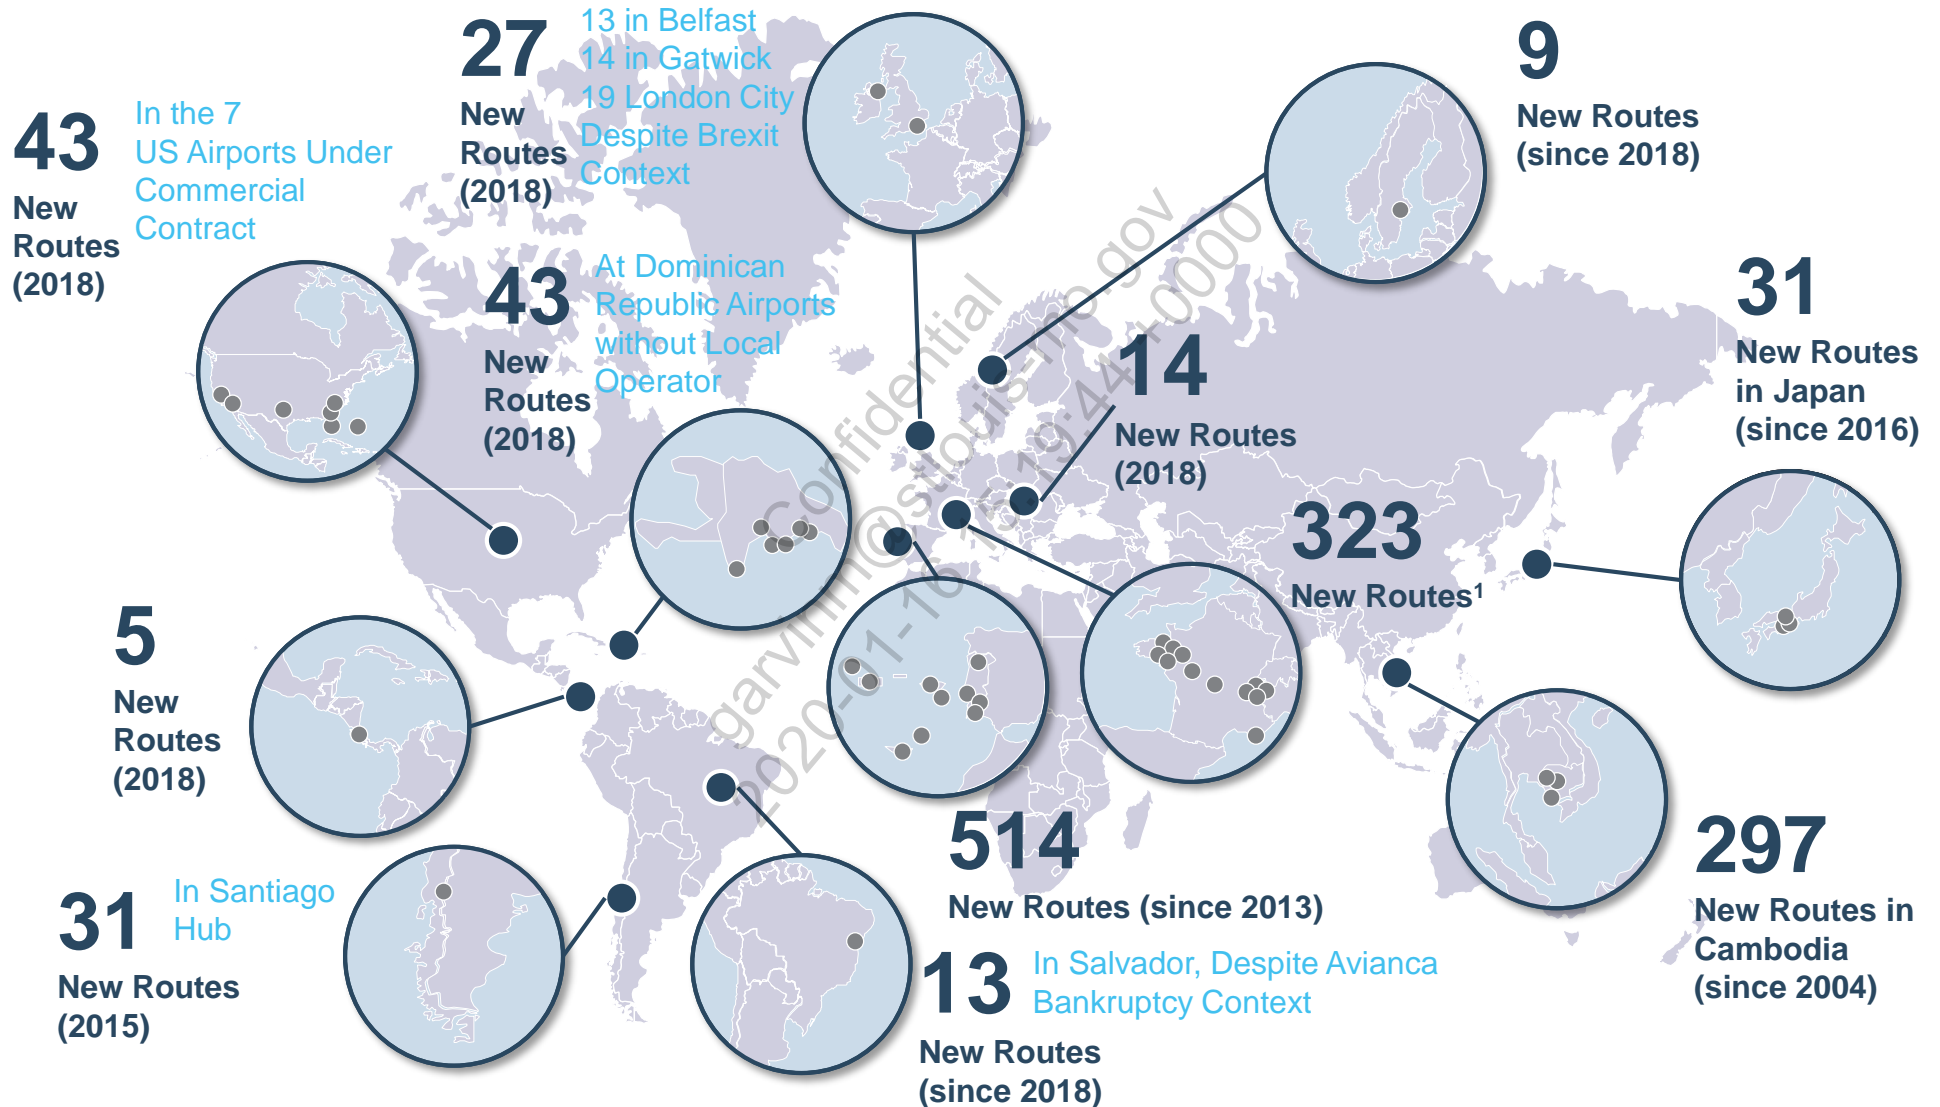 27
New
Routes
(2018)
13 in Belfast
14 in Gatwick
19 London City
Despite Brexit
Context
9
New Routes
(since 2018)
43
New
Routes
(2018)
In the 7
US Airports Under
Commercial
Contract
43
New
Routes
(2018)
At Dominican
Republic Airports
without Local
Operator
31
New Routes
in Japan
(since 2016)
14
New Routes
(2018)
323
New Routes¹
5
New
Routes
(2018)
514
New Routes (since 2013)
297
New Routes in
Cambodia
(since 2004)
31
New Routes
(2015)
In Santiago
Hub
13
New Routes
(since 2018)
In Salvador, Despite Avianca
Bankruptcy Context
Confidential